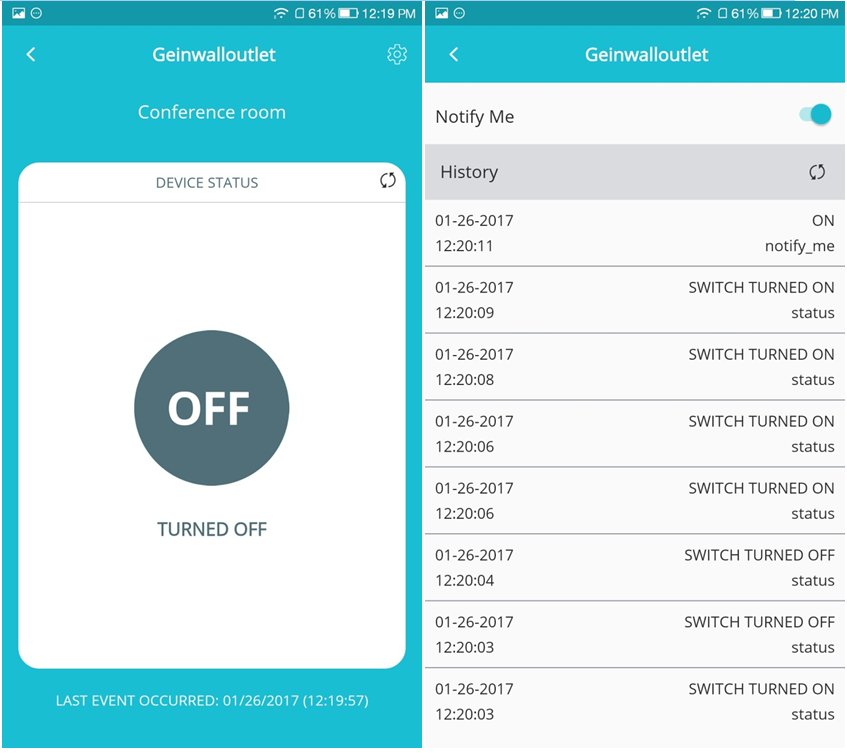 61% 12:19 PM
Geinwalloutlet
Conference room
DEVICE STATUS
OFF
TURNED OFF
LAST EVENT OCCURRED: 01/26/2017 (12:19:57)
61% 12:20 PM
Geinwalloutlet
Notify Me
History
01-26-2017 ON
12:20:11 notify_me
01-26-2017 SWITCH TURNED ON
12:20:09 status
01-26-2017 SWITCH TURNED ON
12:20:08 status
01-26-2017 SWITCH TURNED ON
12:20:06 status
01-26-2017 SWITCH TURNED ON
12:20:06 status
01-26-2017 SWITCH TURNED OFF
12:20:04 status
01-26-2017 SWITCH TURNED OFF
12:20:03 status
01-26-2017 SWITCH TURNED ON
12:20:03 status